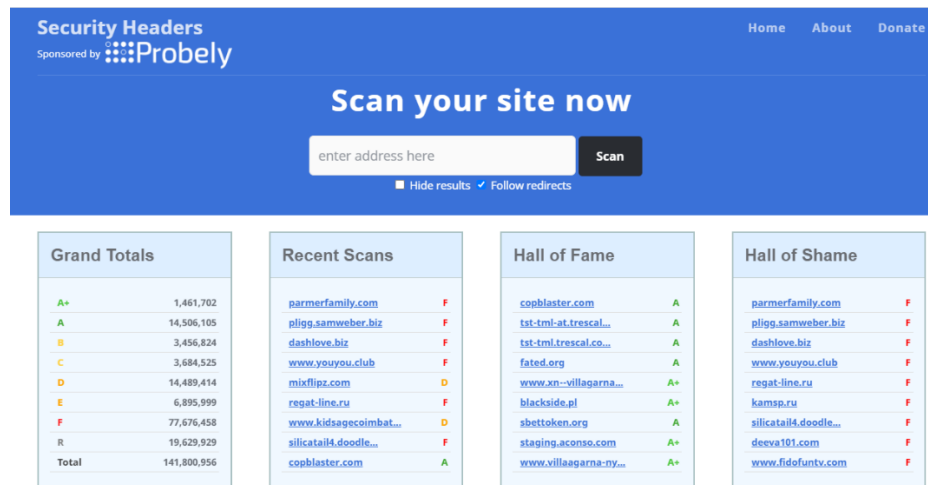 Security Headers
Home About Donate
Sponsored by Probely
Scan your site now
enter address here Scan
Hide results Follow redirects
Grand Totals
A+ 1,461,702
A 14,506,105
B 3,456,824
C 3,684,525
D 14,489,414
E 6,895,999
F 77,676,458
R 19,629,929
Total 141,800,956
Recent Scans
parmerfamily.com F
pligg.samweber.biz F
dashlove.biz F
www.youyou.club F
mixflipz.com D
regat-line.ru F
www.kidsagecoimbat... D
silicatail4.doodle... F
copblaster.com A
Hall of Fame
copblaster.com A
tst-tml-at.trescal... A
tst-tml.trescal.co... A
fated.org A
www.xn--villagarna... A+
blackside.pl A+
sbettoken.org A
staging.aconso.com A+
www.villaagarna-ny... A+
Hall of Shame
parmerfamily.com F
pligg.samweber.biz F
dashlove.biz F
www.youyou.club F
regat-line.ru F
kamsp.ru F
silicatail4.doodle... F
deeva101.com F
www.fidofuntv.com F